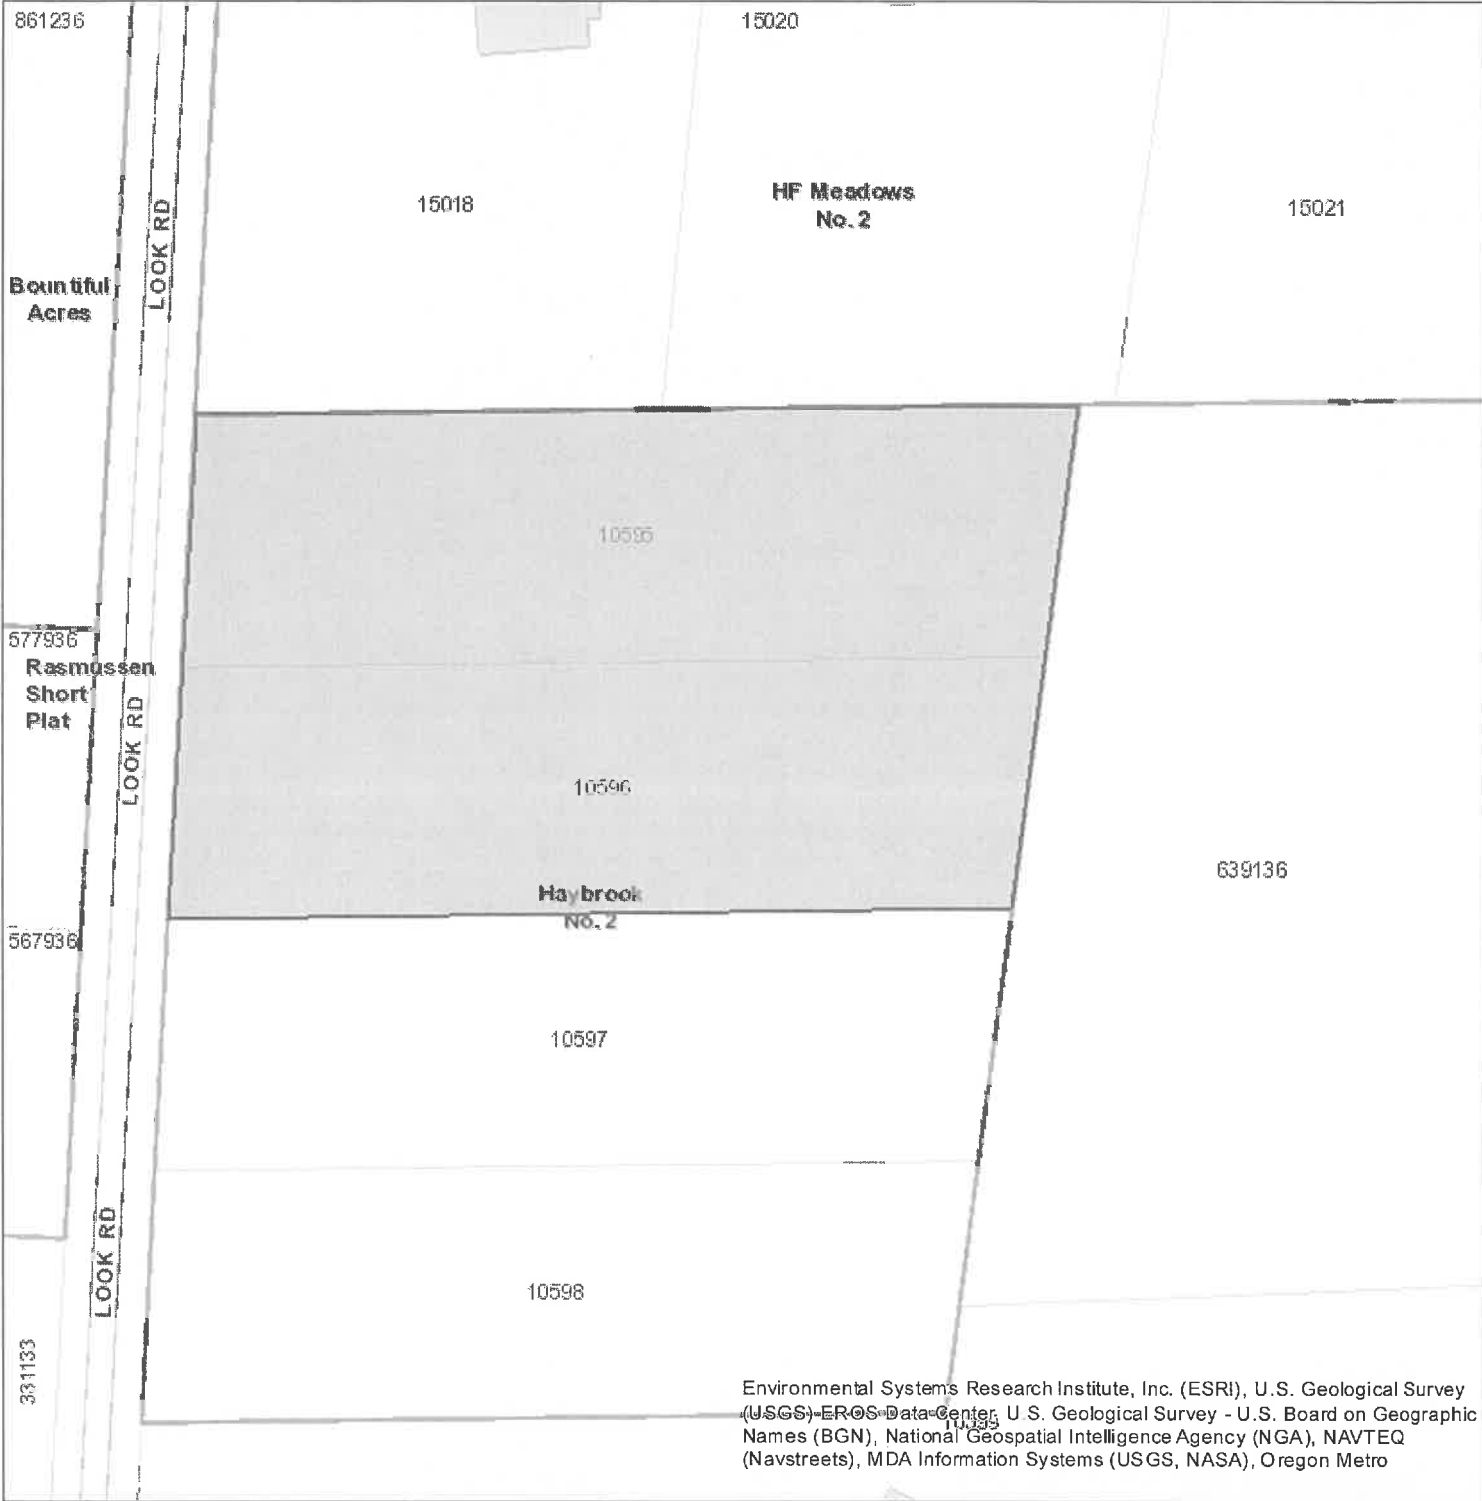 861236
15020
15018
HF Meadows
No. 2
15021
LOOK RD
Bountiful
Acres
10595
577936
Rasmussen
Short
Plat
LOOK RD
10596
639136
Haybrook
No. 2
567936
10597
LOOK RD
10598
331133
Environmental Systems Research Institute, Inc. (ESRI), U.S. Geological Survey
(USGS)-EROS Data Center, U.S. Geological Survey - U.S. Board on Geographic
Names (BGN), National Geospatial Intelligence Agency (NGA), NAVTEQ
(Navstreets), MDA Information Systems (USGS, NASA), Oregon Metro